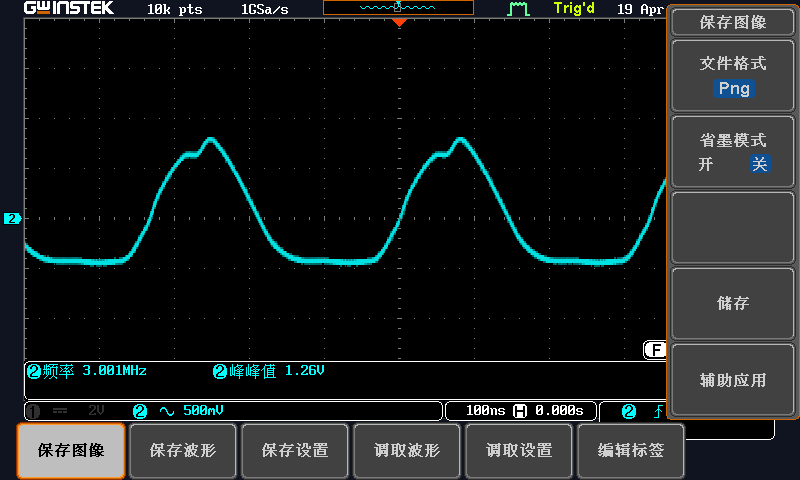 GWINSTEK 10k pts 1GSa/s Trig'd 19 Apr
保存图像
文件格式
Png
省墨模式
开 关
2
储存
F
辅助应用
2 频率 3.001MHz 2 峰峰值 1.26V
1 2V 2 500mV 100ns H 0.000s 2
保存图像 保存波形 保存设置 调取波形 调取设置 编辑标签